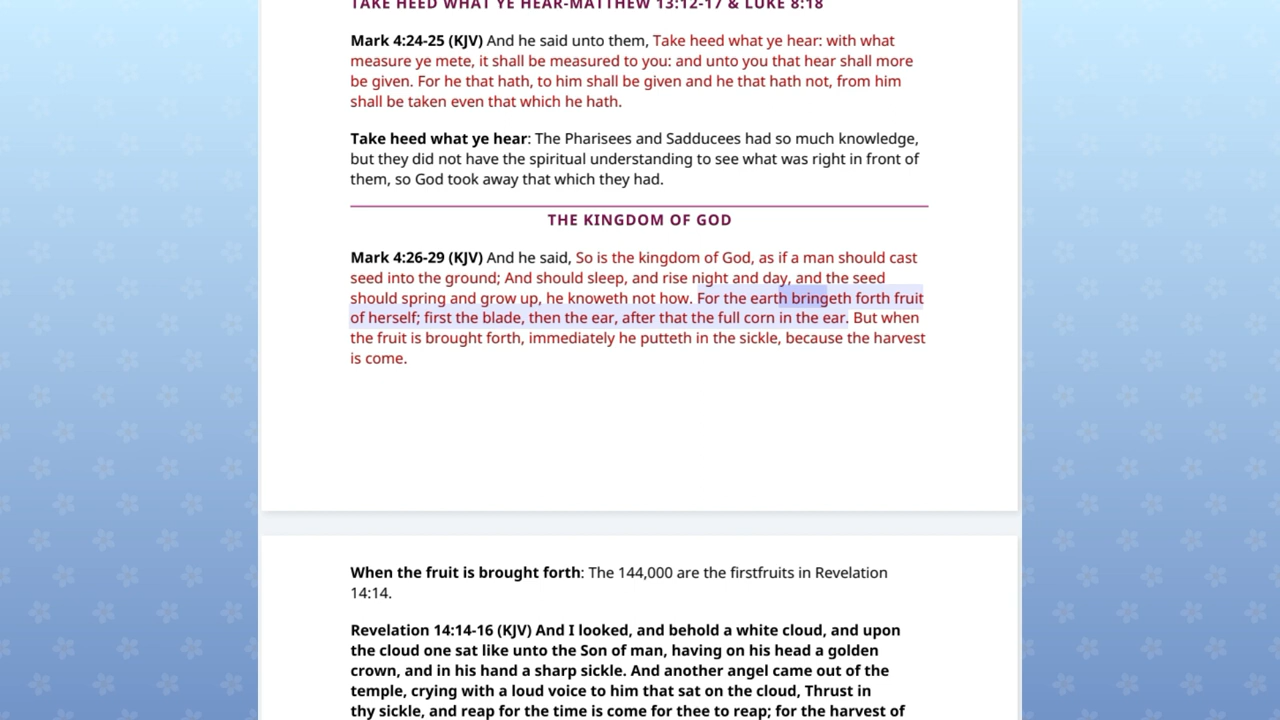 TAKE HEED WHAT YE HEAR-MATTHEW 13:12-17 & LUKE 8:18
Mark 4:24-25 (KJV) And he said unto them, Take heed what ye hear: with what
measure ye mete, it shall be measured to you: and unto you that hear shall more
be given. For he that hath, to him shall be given and he that hath not, from him
shall be taken even that which he hath.
Take heed what ye hear: The Pharisees and Sadducees had so much knowledge,
but they did not have the spiritual understanding to see what was right in front of
them, so God took away that which they had.
THE KINGDOM OF GOD
Mark 4:26-29 (KJV) And he said, So is the kingdom of God, as if a man should cast
seed into the ground; And should sleep, and rise night and day, and the seed
should spring and grow up, he knoweth not how. For the earth bringeth forth fruit
of herself; first the blade, then the ear, after that the full corn in the ear. But when
the fruit is brought forth, immediately he putteth in the sickle, because the harvest
is come.
When the fruit is brought forth: The 144,000 are the firstfruits in Revelation
14:14.
Revelation 14:14-16 (KJV) And I looked, and behold a white cloud, and upon
the cloud one sat like unto the Son of man, having on his head a golden
crown, and in his hand a sharp sickle. And another angel came out of the
temple, crying with a loud voice to him that sat on the cloud, Thrust in
thy sickle, and reap for the time is come for thee to reap; for the harvest of